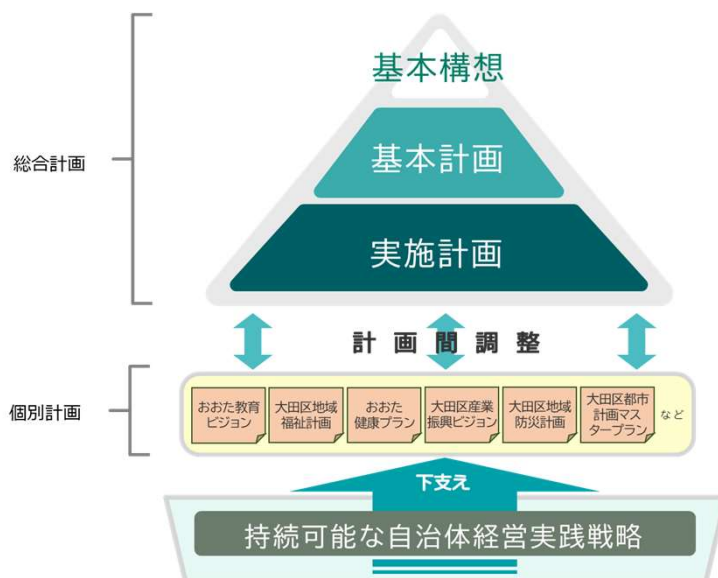 基本構想
基本計画
総合計画
実施計画
計画間調整
個別計画
おおた教育
ビジョン
大田区地域
福祉計画
おおた
健康プラン
大田区産業
振興ビジョン
大田区地域
防災計画
大田区都市
計画マス
タープラン
など
下支え
持続可能な自治体経営実践戦略